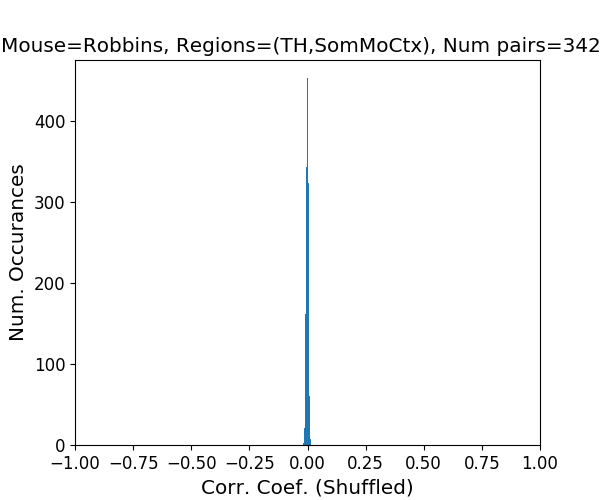 Mouse=Robbins, Regions=(TH,SomMoCtx), Num pairs=342
400
300
200
100
0
Num. Occurances
−1.00 −0.75 −0.50 −0.25 0.00 0.25 0.50 0.75 1.00
Corr. Coef. (Shuffled)